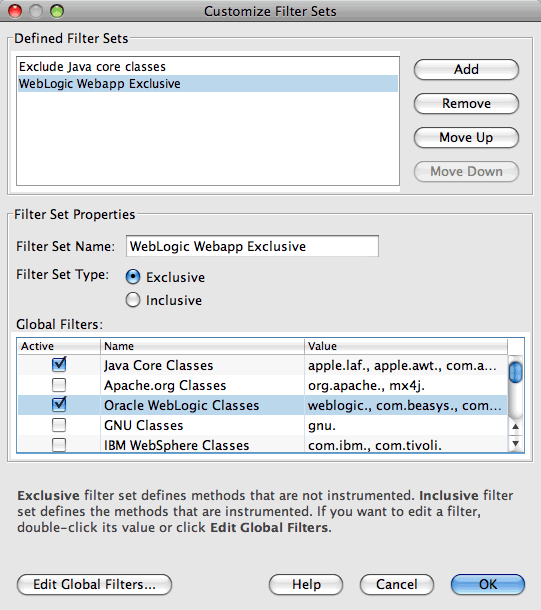 Customize Filter Sets
Defined Filter Sets
Exclude Java core classes
WebLogic Webapp Exclusive
Add
Remove
Move Up
Move Down
Filter Set Properties
Filter Set Name: WebLogic Webapp Exclusive
Filter Set Type: Exclusive
Inclusive
Global Filters:
Active Name Value
Java Core Classes apple.laf., apple.awt., com.a...
Apache.org Classes org.apache., mx4j.
Oracle WebLogic Classes weblogic., com.beasys., com...
GNU Classes gnu.
IBM WebSphere Classes com.ibm., com.tivoli.
Exclusive filter set defines methods that are not instrumented. Inclusive filter
set defines the methods that are instrumented. If you want to edit a filter,
double-click its value or click Edit Global Filters.
Edit Global Filters... Help Cancel OK